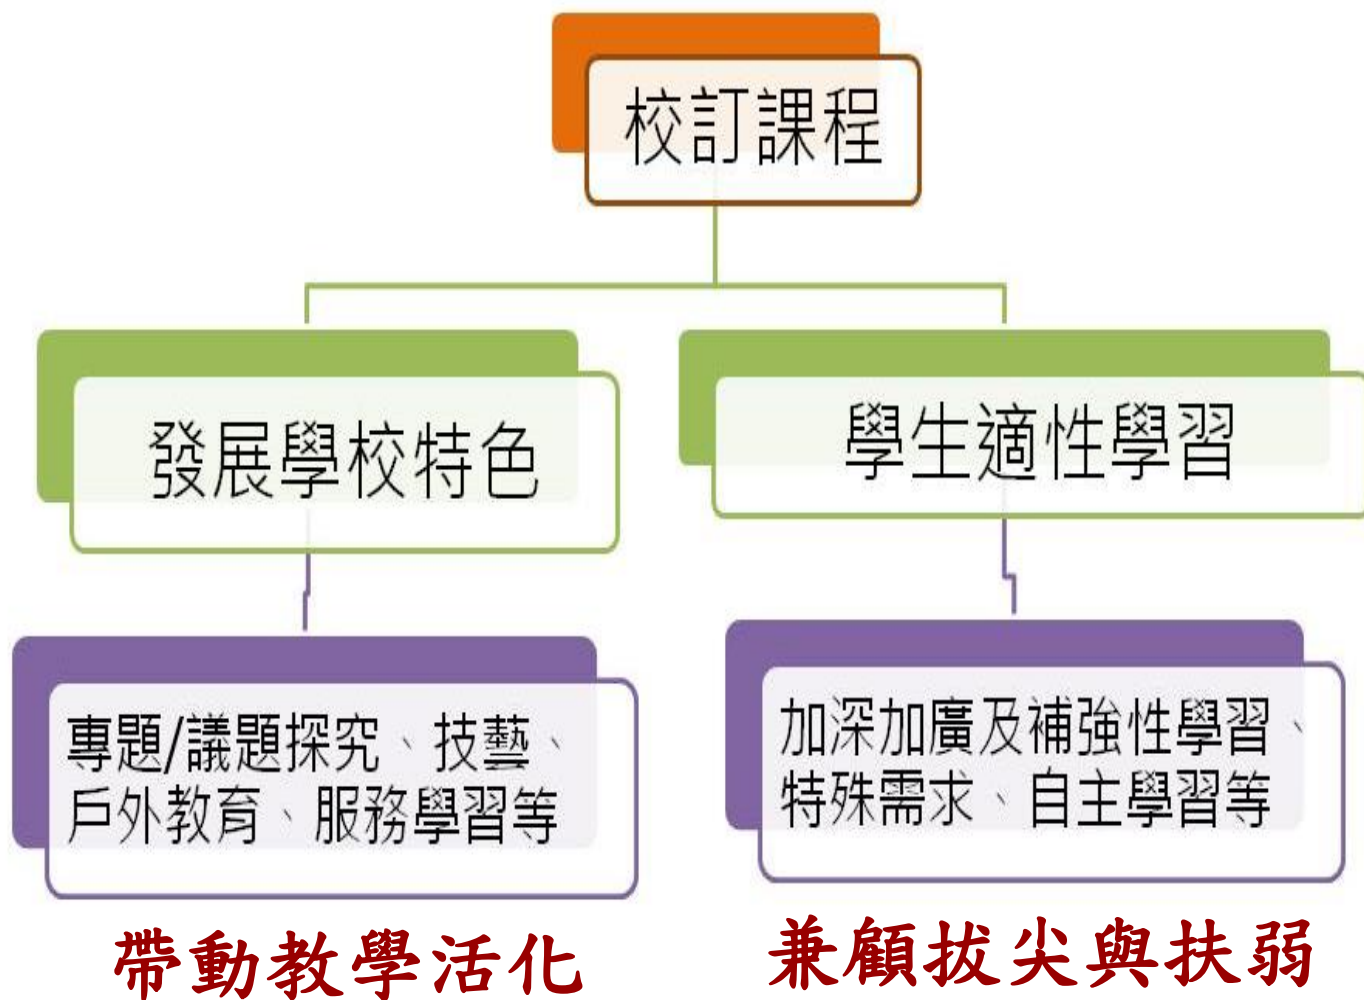 校訂課程
發展學校特色
學生適性學習
專題/議題探究、技藝、
戶外教育、服務學習等
加深加廣及補強性學習、
特殊需求、自主學習等
帶動教學活化
兼顧拔尖與扶弱